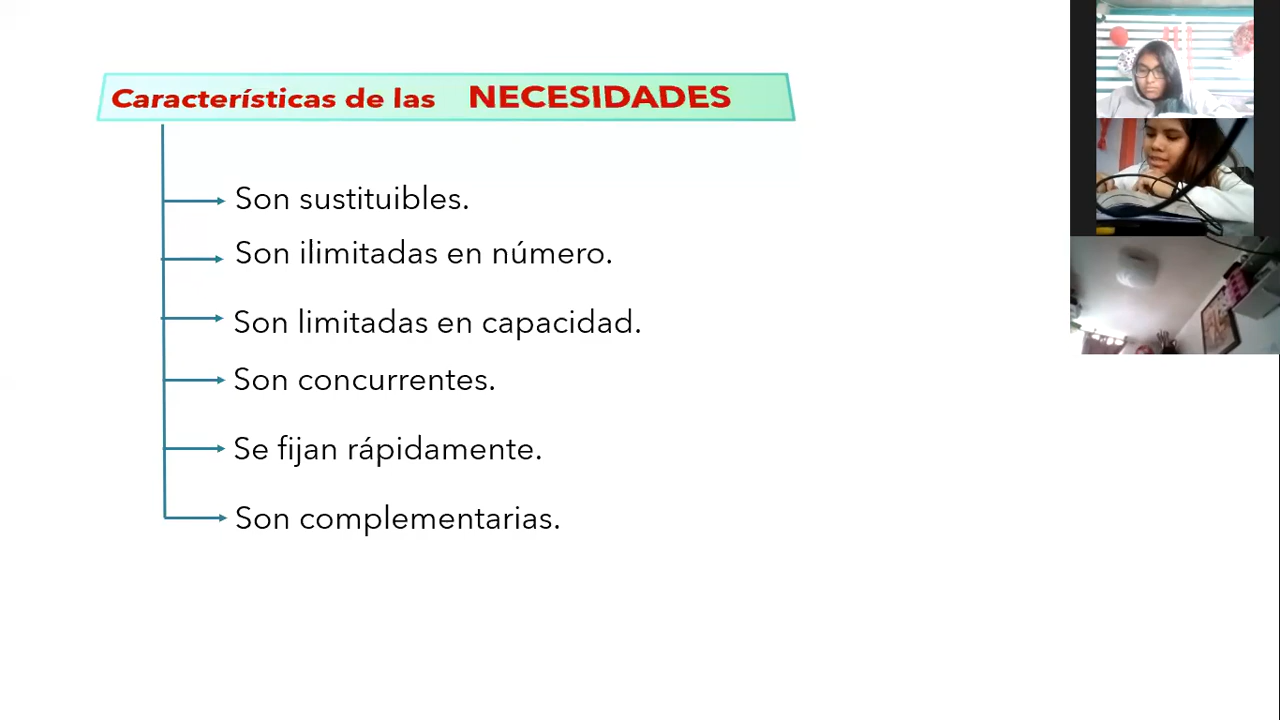 Características de las NECESIDADES
Son sustituibles.
Son ilimitadas en número.
Son limitadas en capacidad.
Son concurrentes.
Se fijan rápidamente.
Son complementarias.